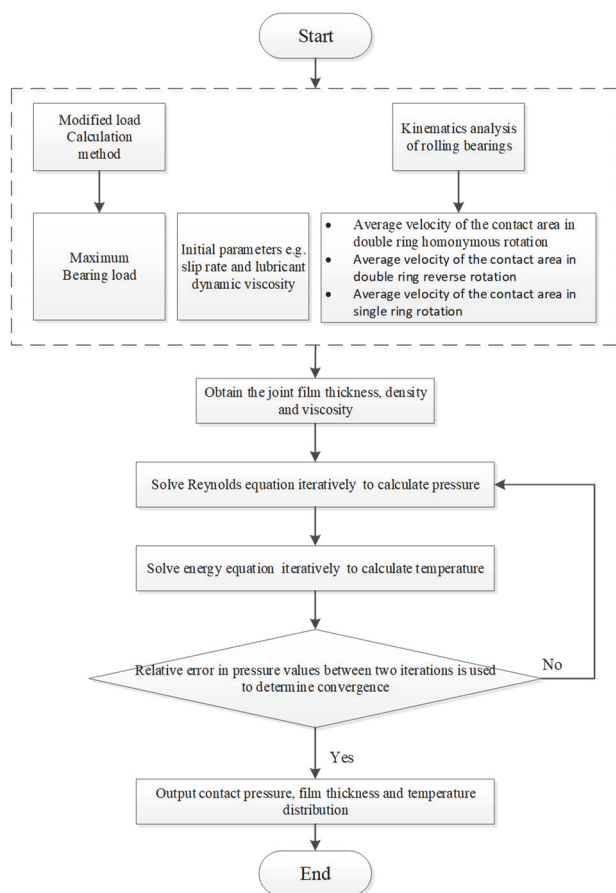 Start
Modified load
Calculation
method
Kinematics analysis
of rolling bearings
Maximum
Bearing load
Initial parameters e.g.
slip rate and lubricant
dynamic viscosity
• Average velocity of the contact area in
double ring homonymous rotation
• Average velocity of the contact area in
double ring reverse rotation
• Average velocity of the contact area in
single ring rotation
Obtain the joint film thickness, density
and viscosity
Solve Reynolds equation iteratively to calculate pressure
Solve energy equation iteratively to calculate temperature
Relative error in pressure values between two iterations is used
to determine convergence
No
Yes
Output contact pressure, film thickness and temperature
distribution
End